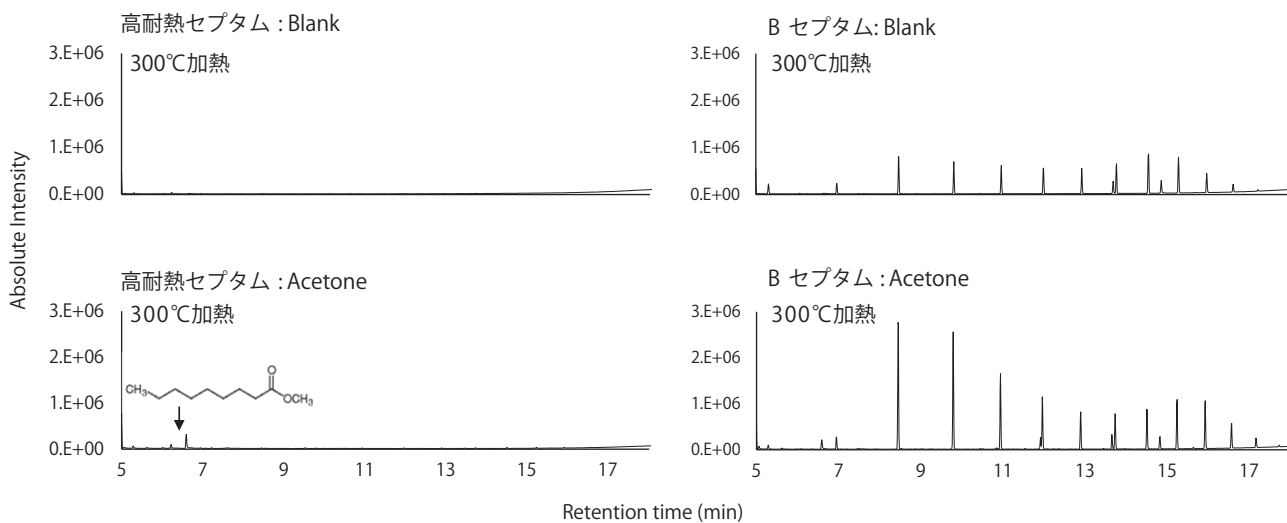 高耐熱セプタム : Blank
300℃加熱
3.E+06
2.E+06
1.E+06
0.E+00
B セプタム: Blank
300℃加熱
3.E+06
2.E+06
1.E+06
0.E+00
Absolute Intensity
高耐熱セプタム : Acetone
300℃加熱
3.E+06
2.E+06
1.E+06
0.E+00
CH₃
O
OCH₃
5 7 9 11 13 15 17
B セプタム: Acetone
300℃加熱
3.E+06
2.E+06
1.E+06
0.E+00
5 7 9 11 13 15 17
Retention time (min)